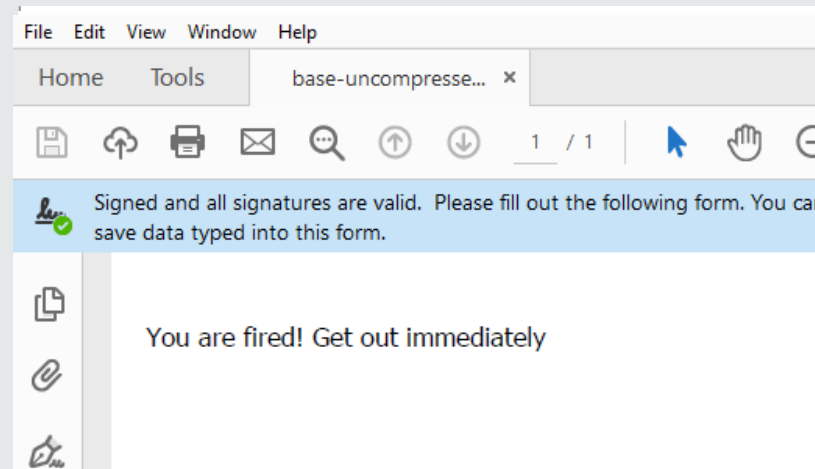 File Edit View Window Help
Home Tools base-uncompresse... ×
1 / 1
Signed and all signatures are valid. Please fill out the following form. You
save data typed into this form.
You are fired! Get out immediately